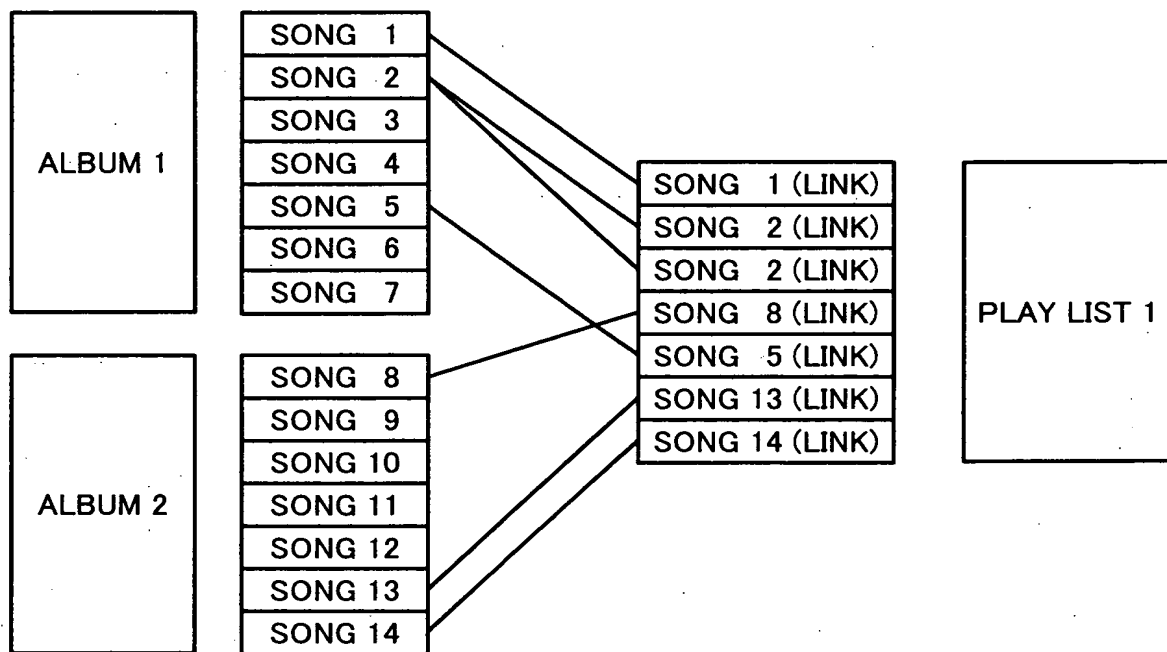 ALBUM 1
SONG 1
SONG 2
SONG 3
SONG 4
SONG 5
SONG 6
SONG 7
ALBUM 2
SONG 8
SONG 9
SONG 10
SONG 11
SONG 12
SONG 13
SONG 14
SONG 1 (LINK)
SONG 2 (LINK)
SONG 2 (LINK)
SONG 8 (LINK)
SONG 5 (LINK)
SONG 13 (LINK)
SONG 14 (LINK)
PLAY LIST 1